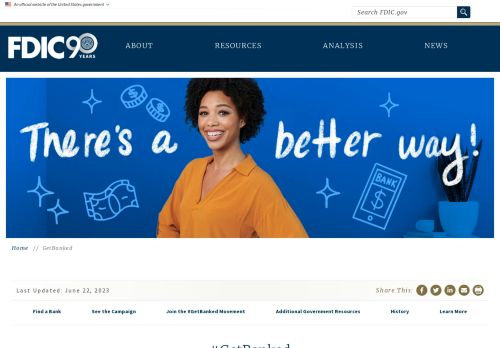 An official website of the United States government
Search FDIC.gov
FDIC 90 YEARS
ABOUT RESOURCES ANALYSIS NEWS
There's a better way!
BANK
$
Home // GetBanked
Last Updated: June 22, 2023 Share This:
Find a Bank See the Campaign Join the #GetBanked Movement Additional Government Resources History Learn More
#GetBanked